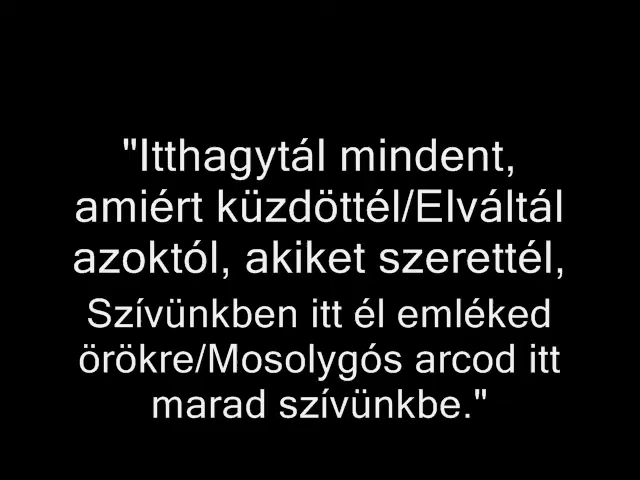 "Itthagytál mindent,
amiért küzdöttél/Elváltál
azoktól, akiket szerettél,
Szívünkben itt él emléked
örökre/Mosolygós arcod itt
marad szívünkbe."